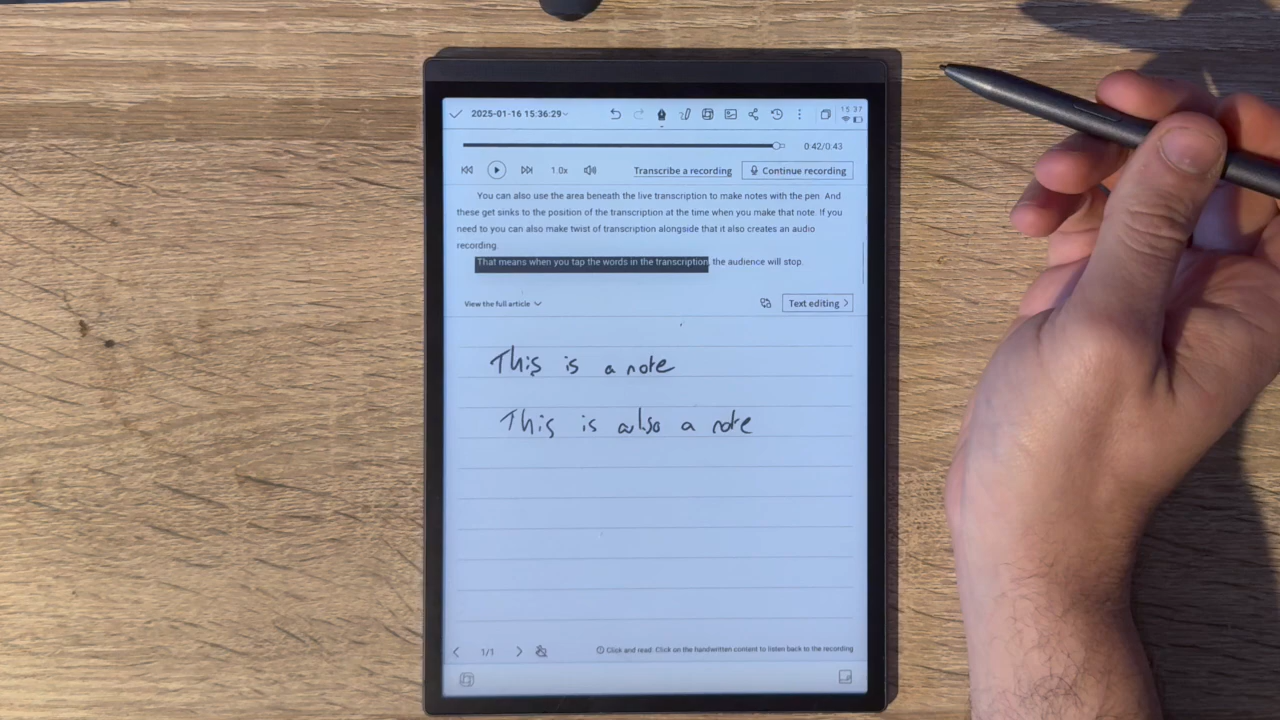 2025-01-16 15:36:29
15 37
0:42/0:43
1.0x Transcribe a recording Continue recording
You can also use the area beneath the live transcription to make notes with the pen. And
these get sinks to the position of the transcription at the time when you make that note. If you
need to you can also make twist of transcription alongside that it also creates an audio
recording.
That means when you tap the words in the transcription, the audience will stop.
View the full article Text editing
This is a note
This is also a note
1/1 Click and read: Click on the handwritten content to listen back to the recording